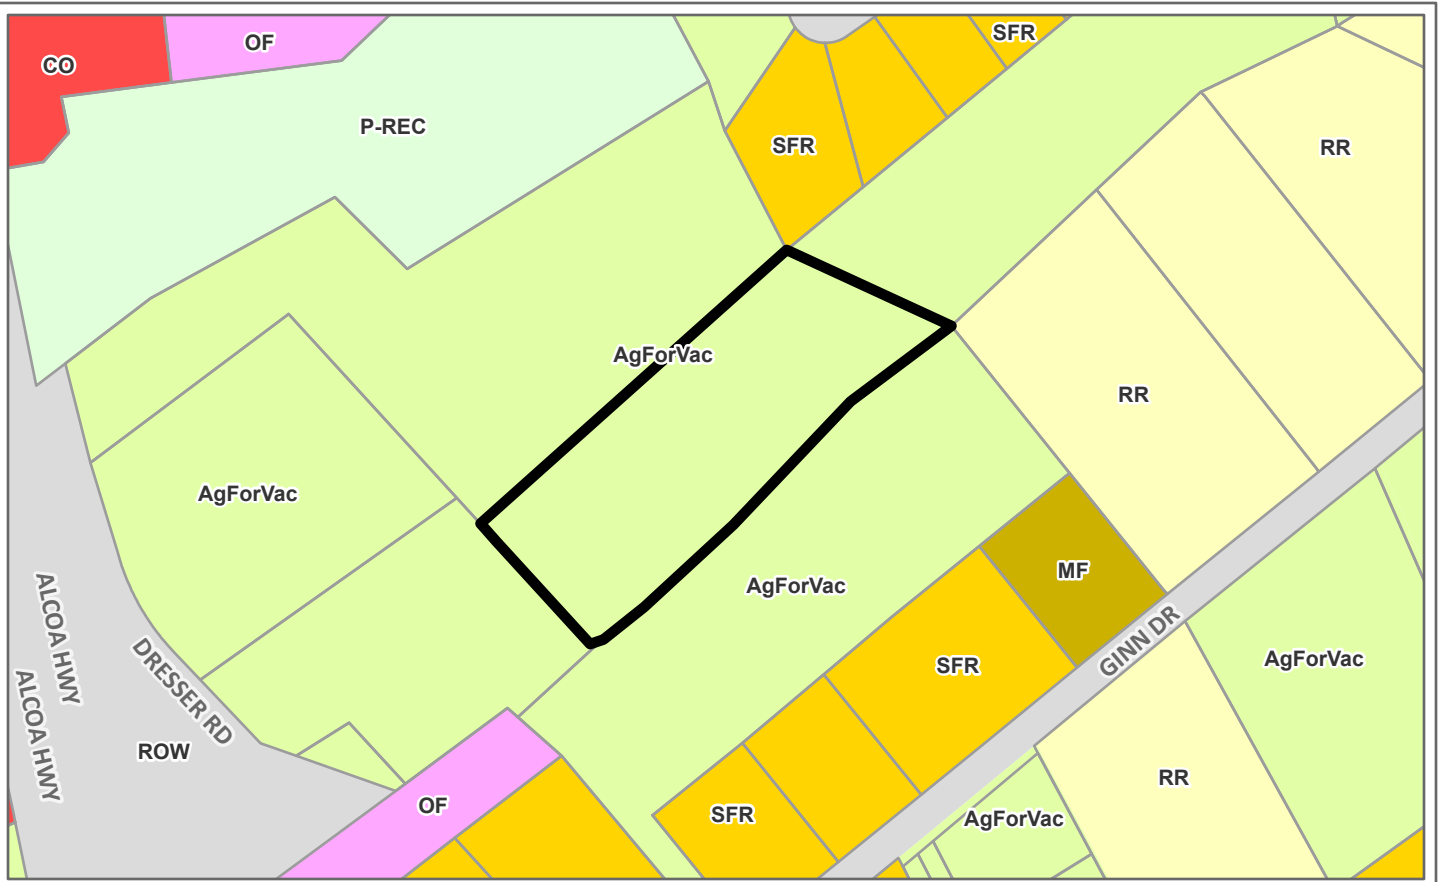 SFR
OF
CO
P-REC
SFR
RR
AgForVac
RR
AgForVac
MF
AgForVac
ALCOA HWY
GINN DR
AgForVac
SFR
DRESSER RD
ALCOA HWY
ROW
RR
OF
SFR
AgForVac